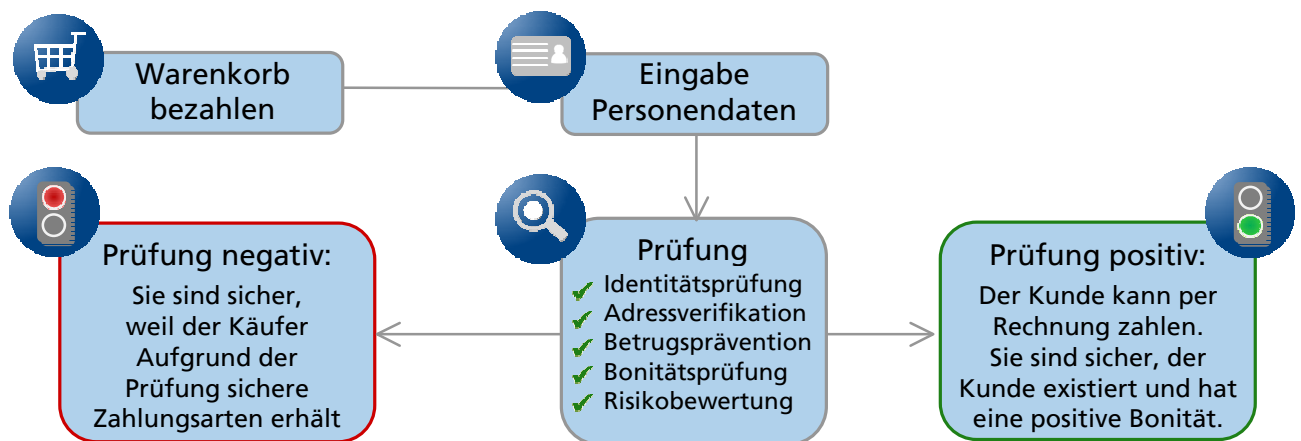 Warenkorb
bezahlen
Eingabe
Personendaten
Prüfung negativ:
Sie sind sicher,
weil der Käufer
Aufgrund der
Prüfung sichere
Zahlungsarten erhält
Prüfung
Identitätsprüfung
Adressverifikation
Betrugsprävention
Bonitätsprüfung
Risikobewertung
Prüfung positiv:
Der Kunde kann per
Rechnung zahlen.
Sie sind sicher, der
Kunde existiert und hat
eine positive Bonität.